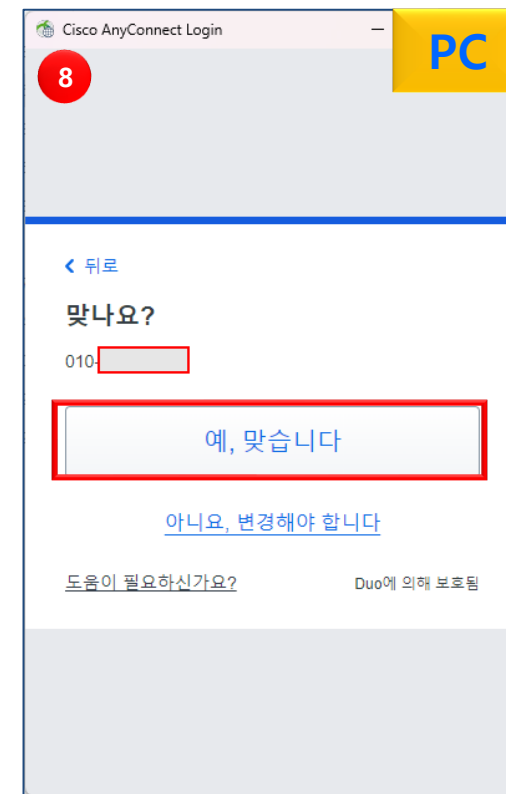 Cisco AnyConnect Login
PC
8
뒤로
맞나요?
010-
예, 맞습니다
아니요, 변경해야 합니다
도움이 필요하신가요?
Duo에 의해 보호됨